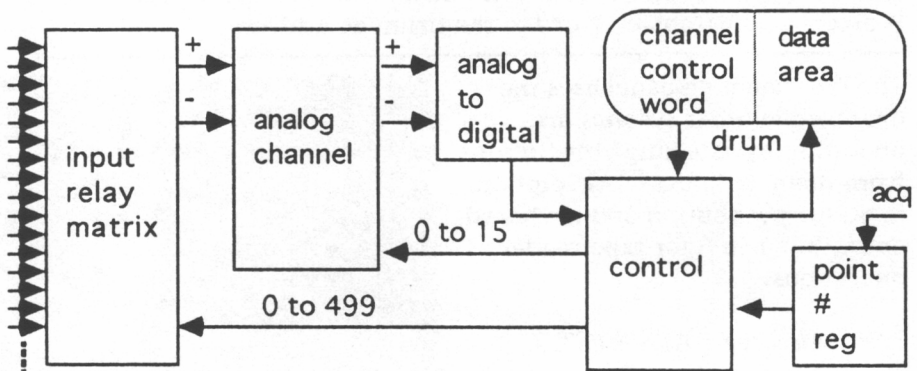 input
relay
matrix
+
-
analog
channel
+
-
analog
to
digital
channel
control
word
data
area
drum
acq
0 to 15
0 to 499
control
point
#
reg